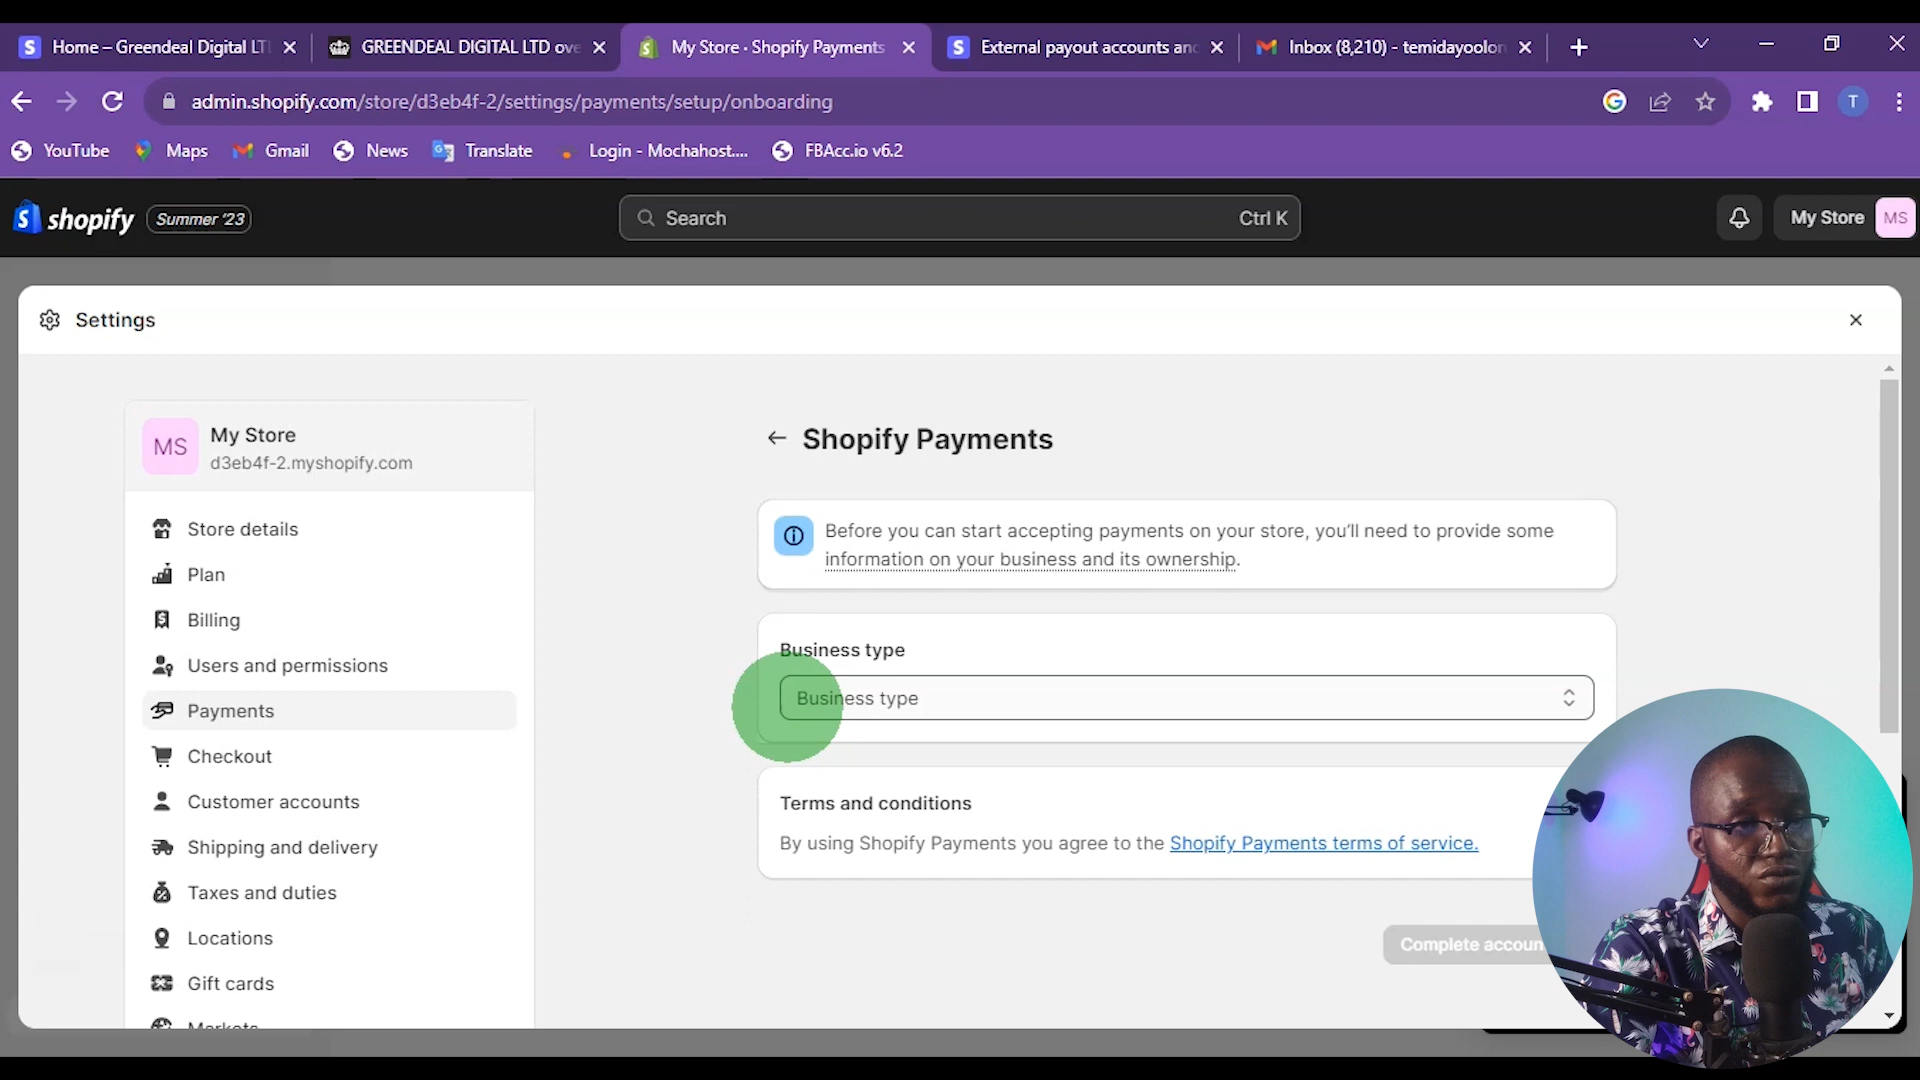 Home – Greendeal Digital LT
GREENDEAL DIGITAL LTD ove
My Store · Shopify Payments
External payout accounts and
Inbox (8,210) - temidayoolor
admin.shopify.com/store/d3eb4f-2/settings/payments/setup/onboarding
T
YouTube
Maps
Gmail
News
Translate
Login - Mochahost....
FBAcc.io v6.2
shopify
Summer '23
Search
Ctrl K
My Store
MS
Settings
MS
My Store
d3eb4f-2.myshopify.com
Store details
Plan
Billing
Users and permissions
Payments
Checkout
Customer accounts
Shipping and delivery
Taxes and duties
Locations
Gift cards
Markets
Shopify Payments
Before you can start accepting payments on your store, you'll need to provide some
information on your business and its ownership.
Business type
Business type
Terms and conditions
By using Shopify Payments you agree to the Shopify Payments terms of service.
Complete accoun